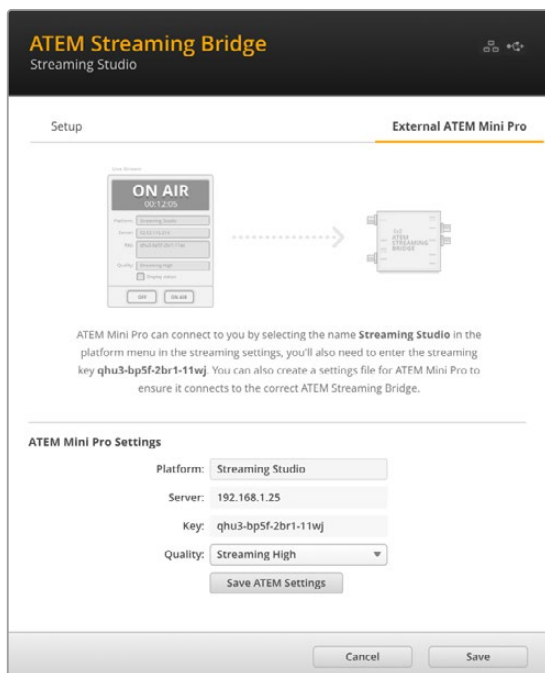 ATEM Streaming Bridge
Streaming Studio
Setup
External ATEM Mini Pro
ON AIR
00:12:05
Platform: Streaming Studio
Key: qhu3-bp5f-2br1-11wj
Quality: Streaming High
OFF
ON AIR
ATEM
STREAMING
BRIDGE
ATEM Mini Pro can connect to you by selecting the name Streaming Studio in the
platform menu in the streaming settings, you'll also need to enter the streaming
key qhu3-bp5f-2br1-11wj. You can also create a settings file for ATEM Mini Pro to
ensure it connects to the correct ATEM Streaming Bridge.
ATEM Mini Pro Settings
Platform: Streaming Studio
Server: 192.168.1.25
Key: qhu3-bp5f-2br1-11wj
Quality: Streaming High
Save ATEM Settings
Cancel
Save